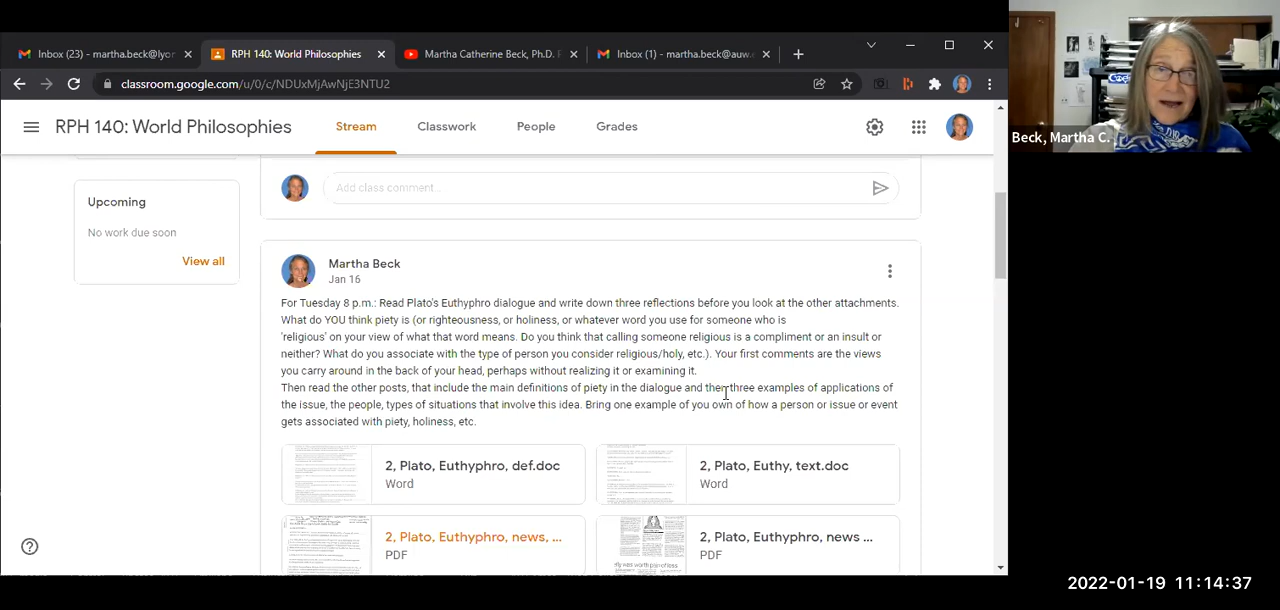 Inbox (23) - martha.beck@lyon
RPH 140: World Philosophies
Martha Catherine Beck, Ph.D.
Inbox (1) - martha.beck@auw.
classroom.google.com/u/0/c/NDUxMjAwNjE3NTU2
RPH 140: World Philosophies
Stream
Classwork
People
Grades
Beck, Martha C.
Upcoming
No work due soon
View all
Add class comment...
Martha Beck
Jan 16
For Tuesday 8 p.m.: Read Plato's Euthyphro dialogue and write down three reflections before you look at the other attachments.
What do YOU think piety is (or righteousness, or holiness, or whatever word you use for someone who is
'religious' on your view of what that word means. Do you think that calling someone religious is a compliment or an insult or
neither? What do you associate with the type of person you consider religious/holy, etc.). Your first comments are the views
you carry around in the back of your head, perhaps without realizing it or examining it.
Then read the other posts, that include the main definitions of piety in the dialogue and then three examples of applications of
the issue, the people, types of situations that involve this idea. Bring one example of you own of how a person or issue or event
gets associated with piety, holiness, etc.
2, Plato, Euthyphro, def.doc
Word
2, Plato, Euthy, text.doc
Word
2, Plato, Euthyphro, news, ...
PDF
2, Plato, Euthyphro, news ...
PDF
2022-01-19 11:14:37